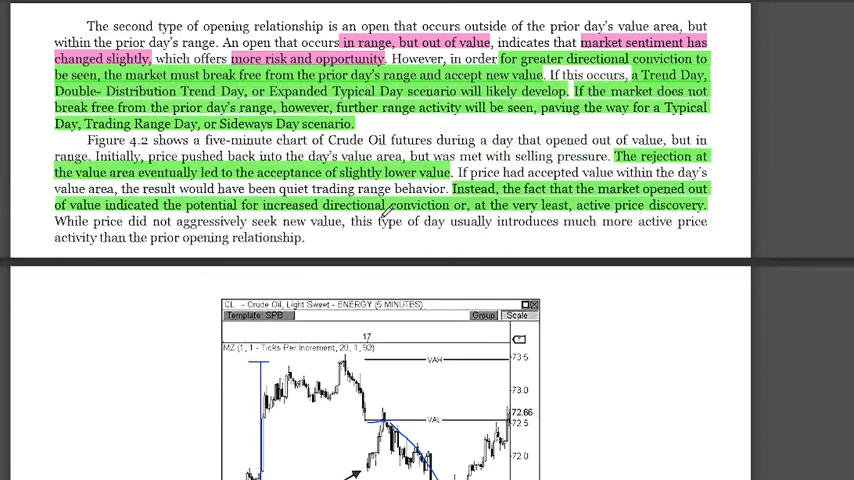 The second type of opening relationship is an open that occurs outside of the prior day's value area, but
within the prior day's range. An open that occurs in range, but out of value, indicates that market sentiment has
changed slightly, which offers more risk and opportunity. However, in order for greater directional conviction to
be seen, the market must break free from the prior day's range and accept new value. If this occurs, a Trend Day,
Double- Distribution Trend Day, or Expanded Typical Day scenario will likely develop. If the market does not
break free from the prior day's range, however, further range activity will be seen, paving the way for a Typical
Day, Trading Range Day, or Sideways Day scenario.
Figure 4.2 shows a five-minute chart of Crude Oil futures during a day that opened out of value, but in
range. Initially, price pushed back into the day's value area, but was met with selling pressure. The rejection at
the value area eventually led to the acceptance of slightly lower value. If price had accepted value within the day's
value area, the result would have been quiet trading range behavior. Instead, the fact that the market opened out
of value indicated the potential for increased directional conviction or, at the very least, active price discovery.
While price did not aggressively seek new value, this type of day usually introduces much more active price
activity than the prior opening relationship.
CL - Crude Oil, Light Sweet - ENERGY (5 MINUTES)
Template: SPB Group Scale
17
MZ (1, 1 - Ticks Per Increment, 20, 1, 92)
VAH 73.5
73.0
72.66
VAL 72.5
72.0